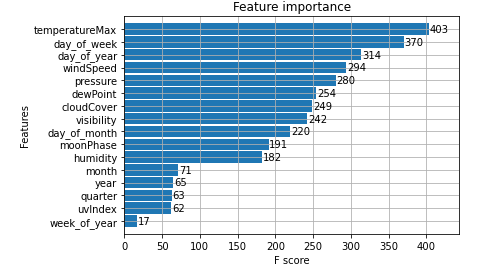 Feature importance
temperatureMax 403
day_of_week 370
day_of_year 314
windSpeed 294
pressure 280
dewPoint 254
cloudCover 249
visibility 242
day_of_month 220
moonPhase 191
humidity 182
month 71
year 65
quarter 63
uvIndex 62
week_of_year 17
Features
0 50 100 150 200 250 300 350 400
F score